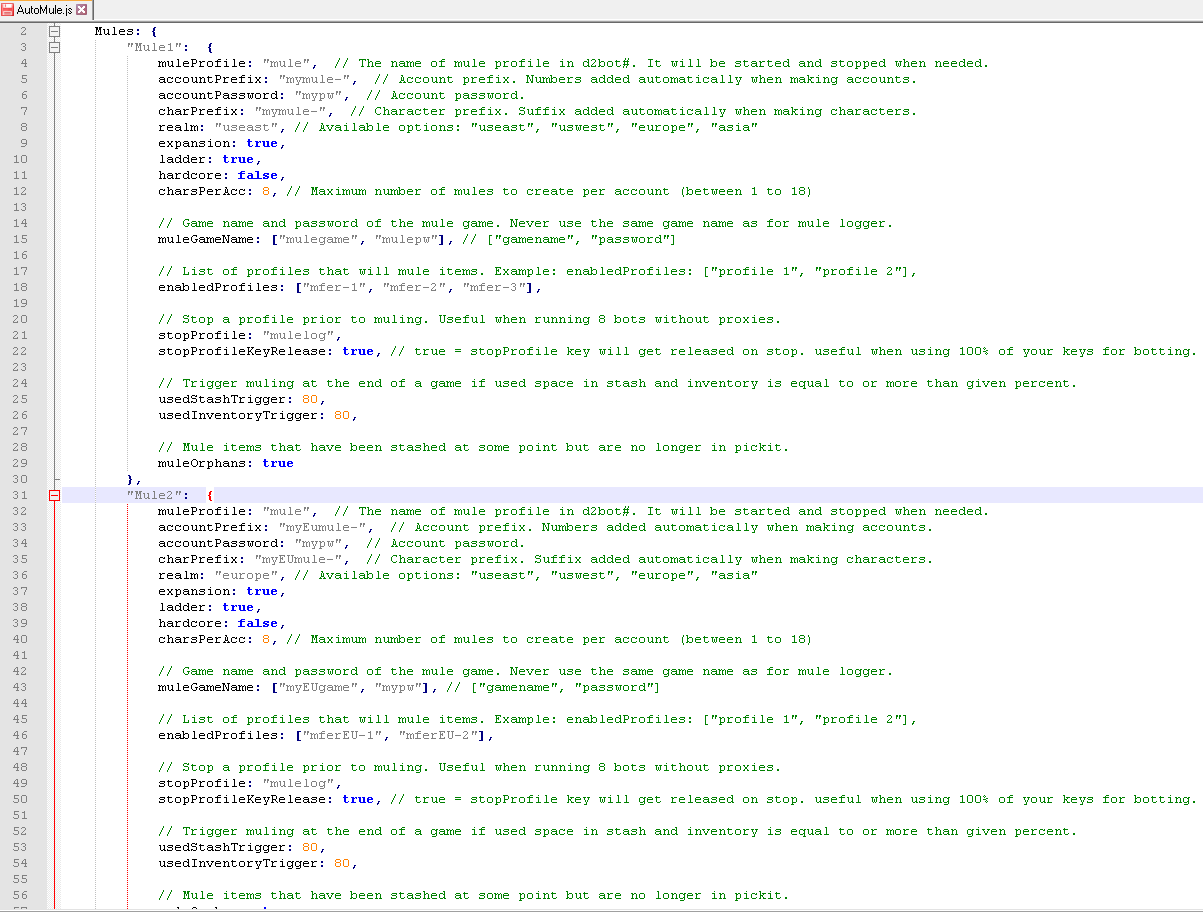 AutoMule.js
2 Mules: {
3 "Mule1":  {
4 muleProfile: "mule",  // The name of mule profile in d2bot#. It will be started and stopped when needed.
5 accountPrefix: "mymule-",  // Account prefix. Numbers added automatically when making accounts.
6 accountPassword: "mypw",  // Account password.
7 charPrefix: "mymule-",  // Character prefix. Suffix added automatically when making characters.
8 realm: "useast", // Available options: "useast", "uswest", "europe", "asia"
9 expansion: true,
10 ladder: true,
11 hardcore: false,
12 charsPerAcc: 8, // Maximum number of mules to create per account (between 1 to 18)
13
14 // Game name and password of the mule game. Never use the same game name as for mule logger.
15 muleGameName: ["mulegame", "mulepw"], // ["gamename", "password"]
16
17 // List of profiles that will mule items. Example: enabledProfiles: ["profile 1", "profile 2"],
18 enabledProfiles: ["mfer-1", "mfer-2", "mfer-3"],
19
20 // Stop a profile prior to muling. Useful when running 8 bots without proxies.
21 stopProfile: "mulelog",
22 stopProfileKeyRelease: true, // true = stopProfile key will get released on stop. useful when using 100% of your keys for botting.
23
24 // Trigger muling at the end of a game if used space in stash and inventory is equal to or more than given percent.
25 usedStashTrigger: 80,
26 usedInventoryTrigger: 80,
27
28 // Mule items that have been stashed at some point but are no longer in pickit.
29 muleOrphans: true
30 },
31 "Mule2":  {
32 muleProfile: "mule",  // The name of mule profile in d2bot#. It will be started and stopped when needed.
33 accountPrefix: "myEumule-",  // Account prefix. Numbers added automatically when making accounts.
34 accountPassword: "mypw",  // Account password.
35 charPrefix: "myEUmule-",  // Character prefix. Suffix added automatically when making characters.
36 realm: "europe", // Available options: "useast", "uswest", "europe", "asia"
37 expansion: true,
38 ladder: true,
39 hardcore: false,
40 charsPerAcc: 8, // Maximum number of mules to create per account (between 1 to 18)
41
42 // Game name and password of the mule game. Never use the same game name as for mule logger.
43 muleGameName: ["myEUgame", "mypw"], // ["gamename", "password"]
44
45 // List of profiles that will mule items. Example: enabledProfiles: ["profile 1", "profile 2"],
46 enabledProfiles: ["mferEU-1", "mferEU-2"],
47
48 // Stop a profile prior to muling. Useful when running 8 bots without proxies.
49 stopProfile: "mulelog",
50 stopProfileKeyRelease: true, // true = stopProfile key will get released on stop. useful when using 100% of your keys for botting.
51
52 // Trigger muling at the end of a game if used space in stash and inventory is equal to or more than given percent.
53 usedStashTrigger: 80,
54 usedInventoryTrigger: 80,
55
56 // Mule items that have been stashed at some point but are no longer in pickit.